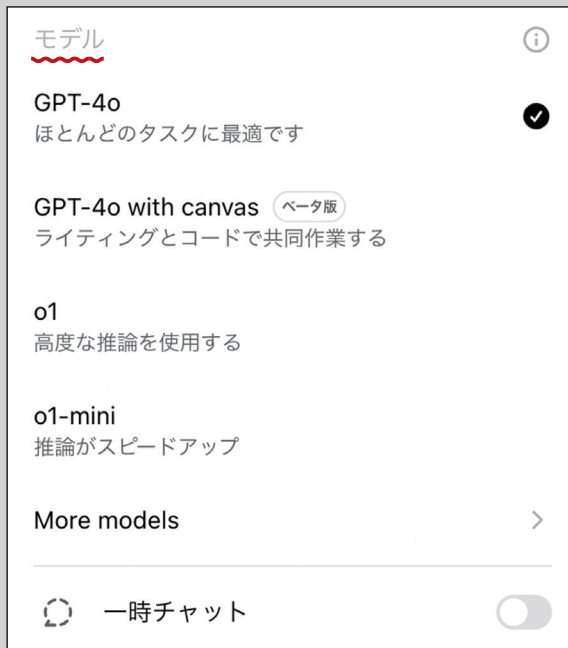 モデル
GPT-4o
ほとんどのタスクに最適です
GPT-4o with canvas ベータ版
ライティングとコードで共同作業する
o1
高度な推論を使用する
o1-mini
推論がスピードアップ
More models
一時チャット